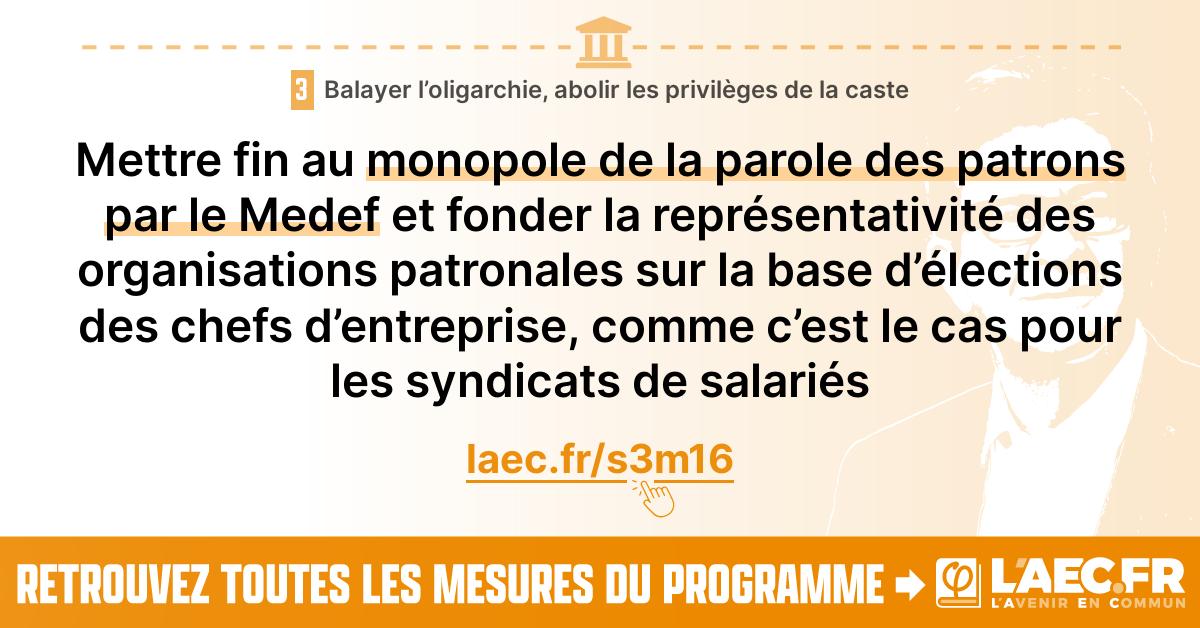 3 Balayer l’oligarchie, abolir les privilèges de la caste
Mettre fin au monopole de la parole des patrons
par le Medef et fonder la représentativité des
organisations patronales sur la base d’élections
des chefs d’entreprise, comme c’est le cas pour
les syndicats de salariés
laec.fr/s3m16
RETROUVEZ TOUTES LES MESURES DU PROGRAMME
φ L'AEC.FR
L'AVENIR EN COMMUN